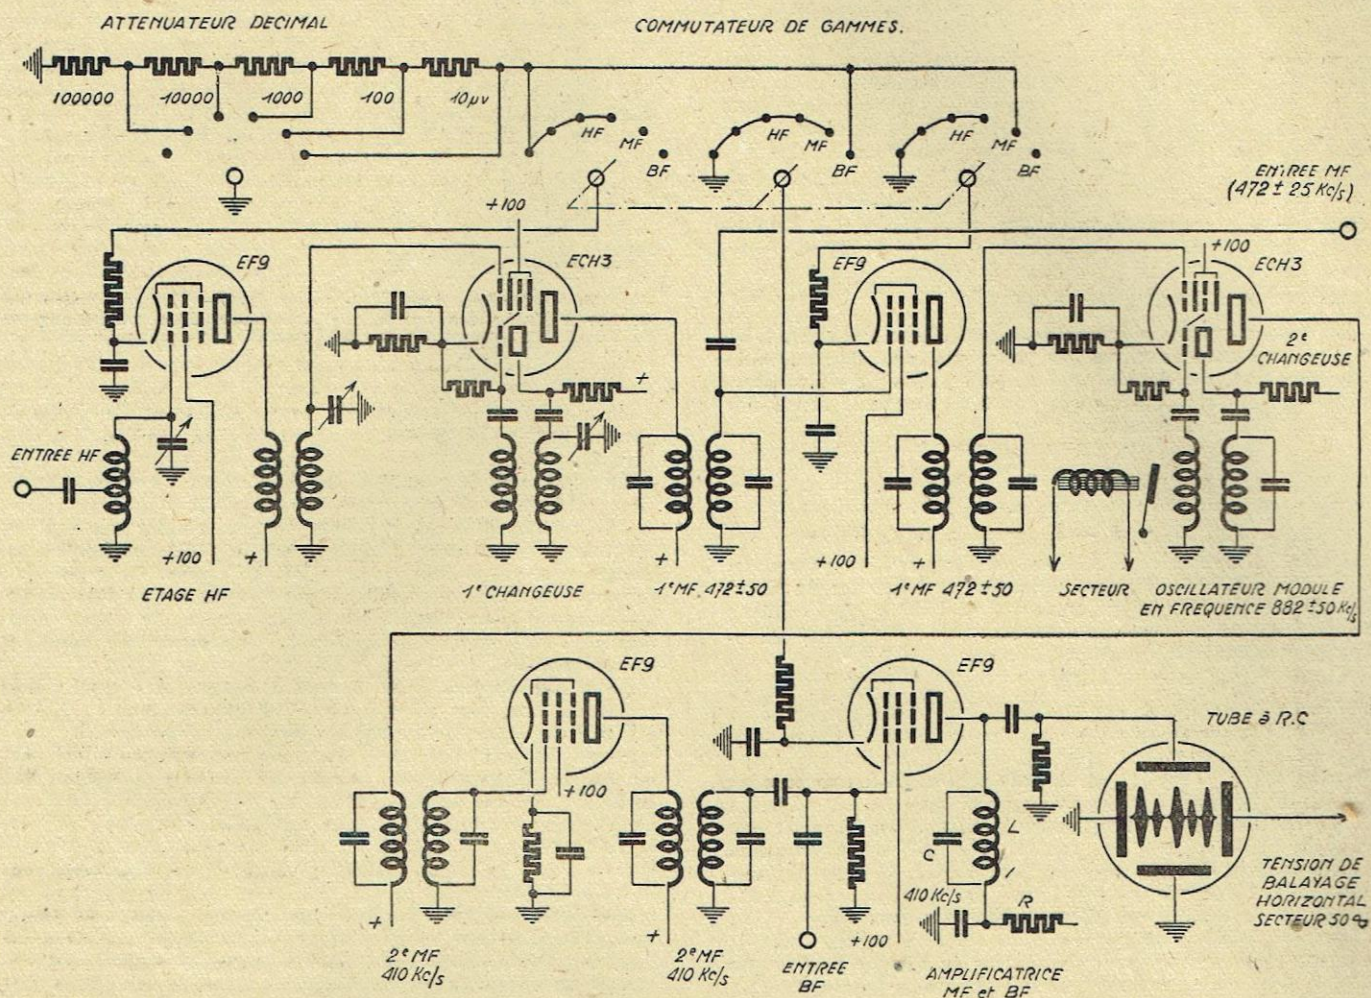 ATTENUATEUR DECIMAL
COMMUTATEUR DE GAMMES.
100000
10000
1000
100
10µv
HF
MF
BF
HF
MF
BF
HF
MF
BF
ENTREE MF
(472 ± 25 Kc/s)
+100
EF9
ECH3
EF9
+100
ECH3
2e
CHANGEUSE
+
ENTREE HF
+100
+
+
+100
+
ETAGE HF
1e CHANGEUSE
1e MF 472±50
1e MF 472±50
SECTEUR
OSCILLATEUR MODULE
EN FREQUENCE 882 ±50 Kc/s
EF9
EF9
TUBE à R.C
+100
C
L
410 Kc/s
R
TENSION DE
BALAYAGE
HORIZONTAL
SECTEUR 50
+
+
+100
2e MF
410 Kc/s
2e MF
410 Kc/s
ENTREE
BF
AMPLIFICATRICE
MF et BF